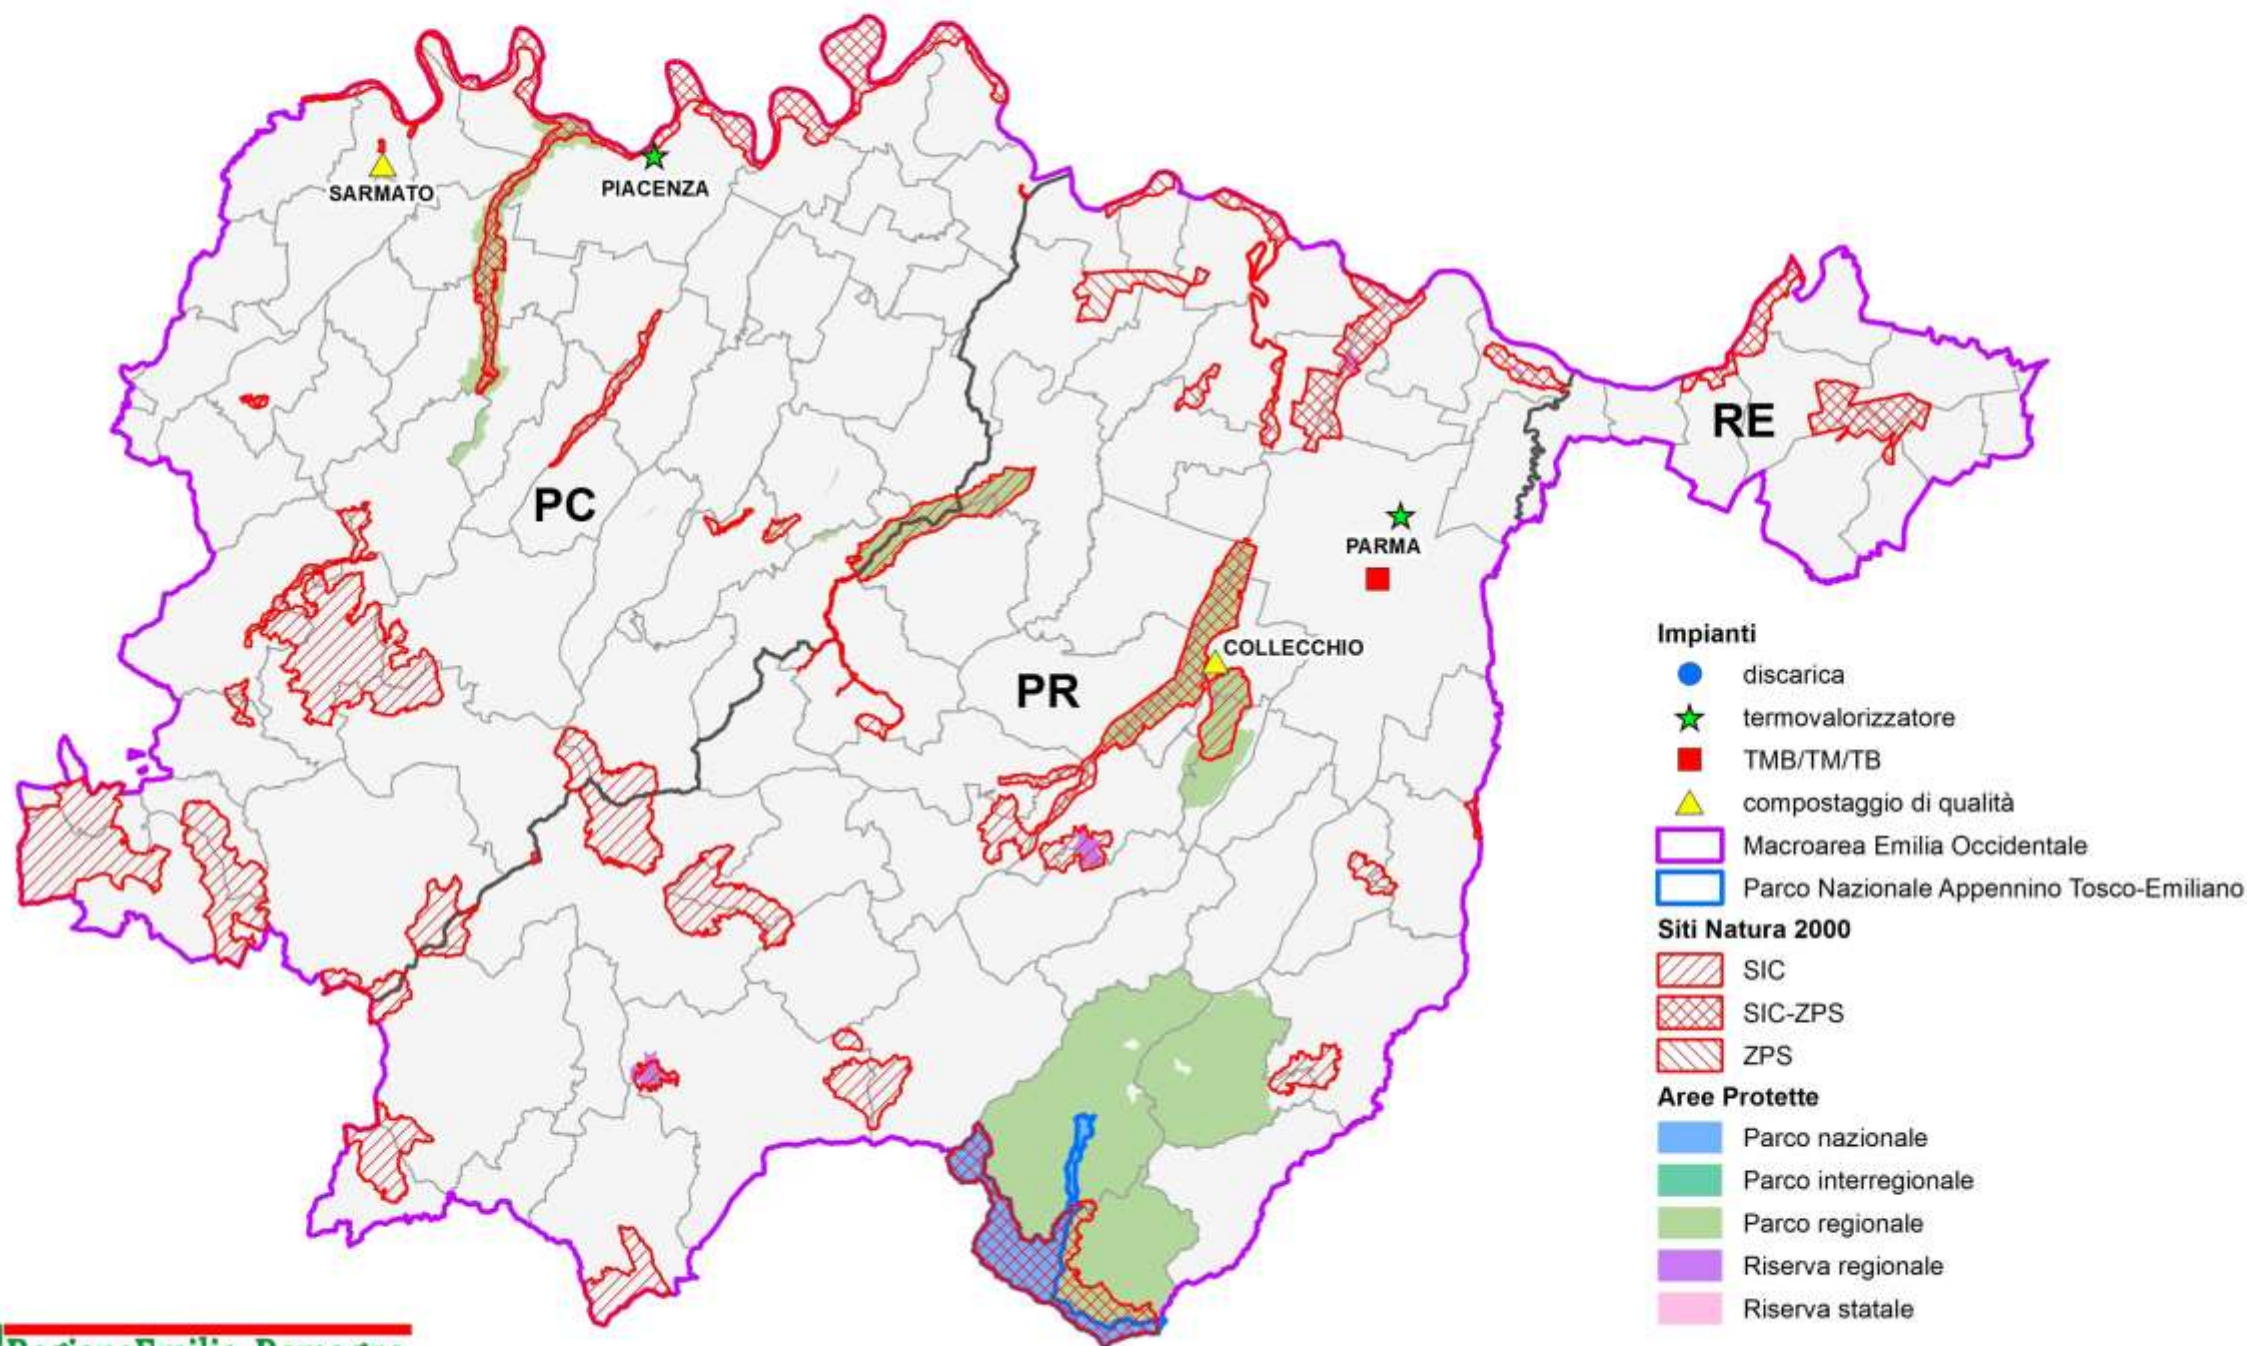 SARMATO
PIACENZA
RE
PC
PARMA
COLLECCHIO
PR
Impianti
discarica
termovalorizzatore
TMB/TM/TB
compostaggio di qualità
Macroarea Emilia Occidentale
Parco Nazionale Appennino Tosco-Emiliano
Siti Natura 2000
SIC
SIC-ZPS
ZPS
Aree Protette
Parco nazionale
Parco interregionale
Parco regionale
Riserva regionale
Riserva statale
RegioneEmilia-Romagna